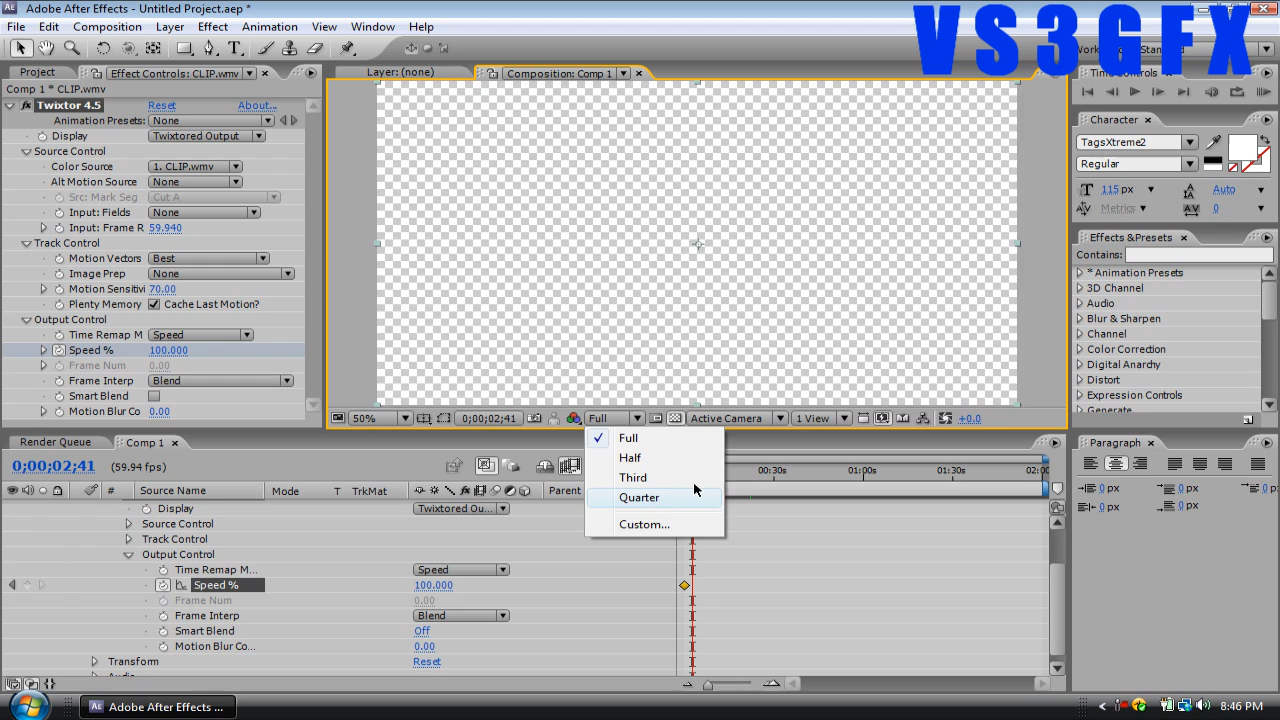 Adobe After Effects - Untitled Project.aep *
VS3GFX
File Edit Composition Layer Effect Animation View Window Help
Standard
Project
Effect Controls: CLIP.wmv
Layer: (none)
Composition: Comp 1
Time Controls
Comp 1 * CLIP.wmv
Twixtor 4.5 Reset About...
Animation Presets: None
Display Twixtored Output
Source Control
Color Source 1. CLIP.wmv
Alt Motion Source None
Src: Mark Seg Cut A
Input: Fields None
Input: Frame R 59.940
Track Control
Motion Vectors Best
Image Prep None
Motion Sensitivi 70.00
Plenty Memory Cache Last Motion?
Output Control
Time Remap M Speed
Speed % 100.000
Frame Num 0.00
Frame Interp Blend
Smart Blend
Motion Blur Co 0.00
50% 0;00;02;41 Full Active Camera 1 View +0.0
Full
Half
Third
Quarter
Custom...
Character
TagsXtreme2
Regular
115 px Auto
Metrics 0
Effects & Presets
Contains:
* Animation Presets
3D Channel
Audio
Blur & Sharpen
Channel
Color Correction
Digital Anarchy
Distort
Expression Controls
Generate
Render Queue Comp 1
0;00;02;41 (59.94 fps)
00:30s 01:00s 01:30s 02:00
# Source Name Mode T TrkMat Parent
Display Twixtored Ou...
Source Control
Track Control
Output Control
Time Remap M... Speed
Speed % 100.000
Frame Num 0.00
Frame Interp Blend
Smart Blend Off
Motion Blur Co... 0.00
Transform Reset
Paragraph
0 px 0 px 0 px
0 px 0 px
Adobe After Effects ...
8:46 PM